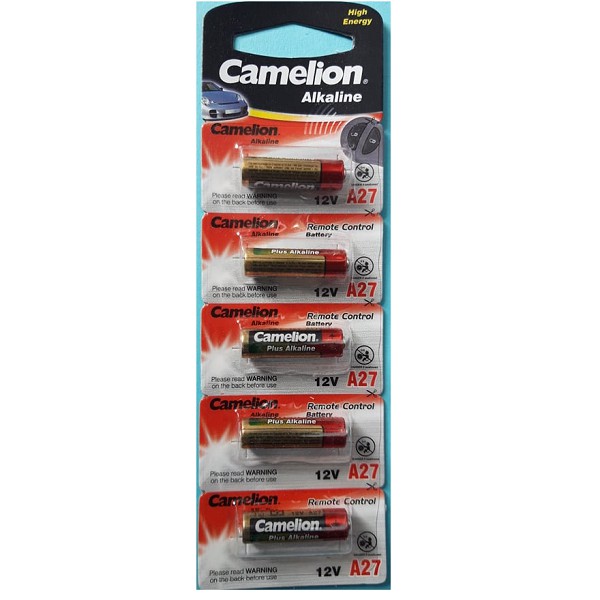 High
Energy
Camelion®
Alkaline
Camelion.
Alkaline
Camelion
Please read WARNING
on the back before use
12V A27
Camelion. Remote Control
Alkaline Battery
Plus Alkaline
Please read WARNING
on the back before use
12V A27
Camelion. Remote Control
Alkaline Battery
Camelion.
Plus Alkaline
Please read WARNING
on the back before use
12V A27
Camelion. Remote Control
Alkaline Battery
Plus Alkaline
Please read WARNING
on the back before use
12V A27
Camelion. Remote Control
12V A27
Camelion.
Plus Alkaline
Please read WARNING
on the back before use
12V A27